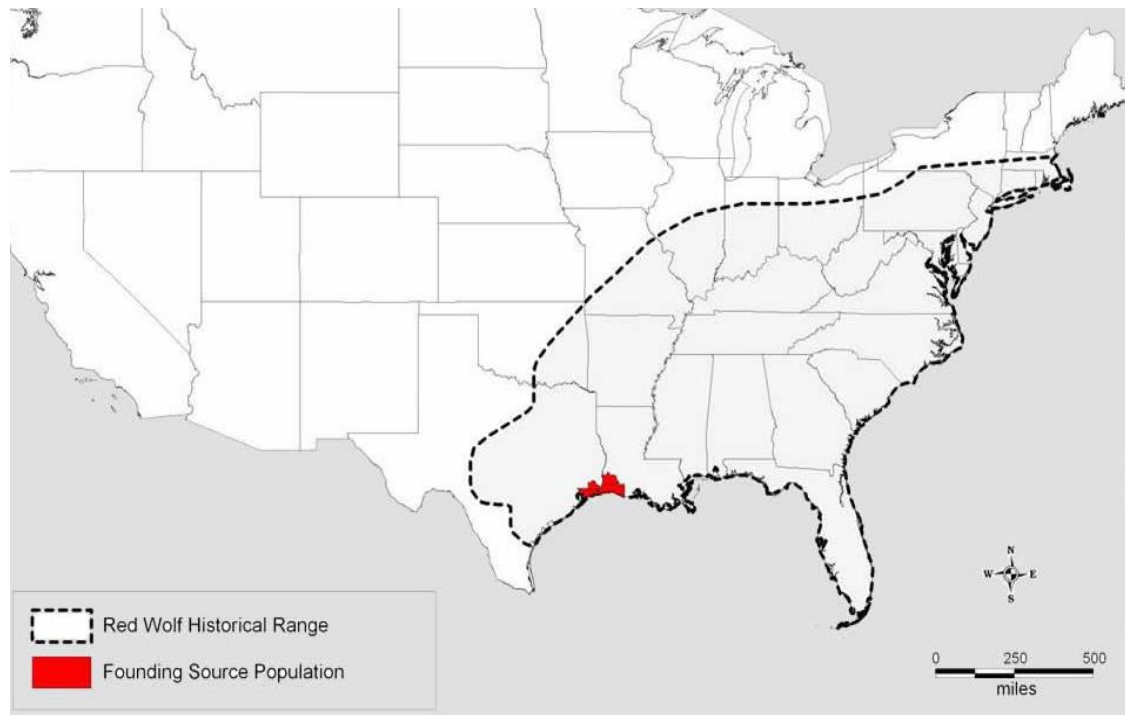 N
W E
S
Red Wolf Historical Range
Founding Source Population
0 250 500
miles